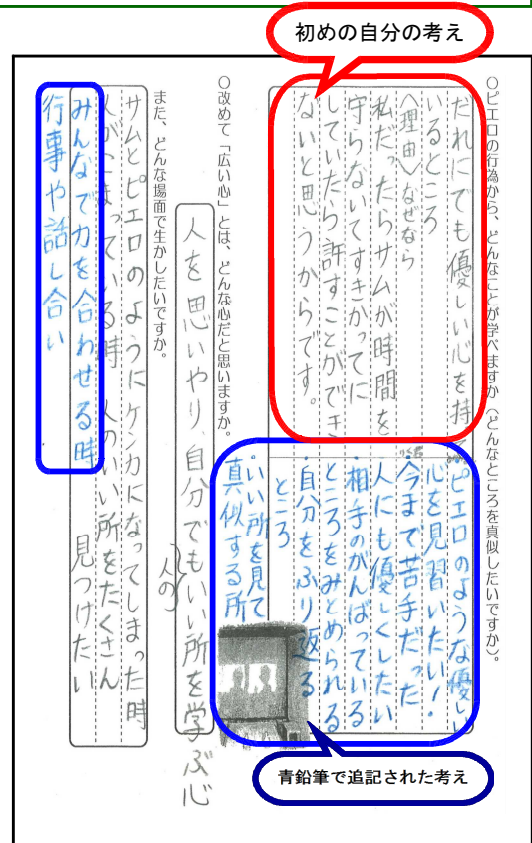 初めの自分の考え
○ピエロの行為から、どんなことが学べますか（どんなところを真似したいですか）。
だれにでも優しい心を持
いるところ
〈理由〉なぜなら
私だったらサムが時間を
守らないてすきかってに
していたら許すことができ
ないと思うからです。
ピエロのような優しい
心を見習いたい!
今まで苦手だった
人にも優しくしたい
・相手のがんばっている
ところをみとめられる
・自分をふり返る
ところ
・いい所を見て
真似する所
青鉛筆で追記された考え
○改めて「広い心」とは、どんな心だと思いますか。
人を思いやり自分でもいい所を学ぶ心
人の
また、どんな場面で生かしたいですか。
サムとピエロのようにケンカになってしまった時
人がこまっている時 人のいい所をたくさん
見つけたい
みんなで力を合わせる時
行事や話し合い